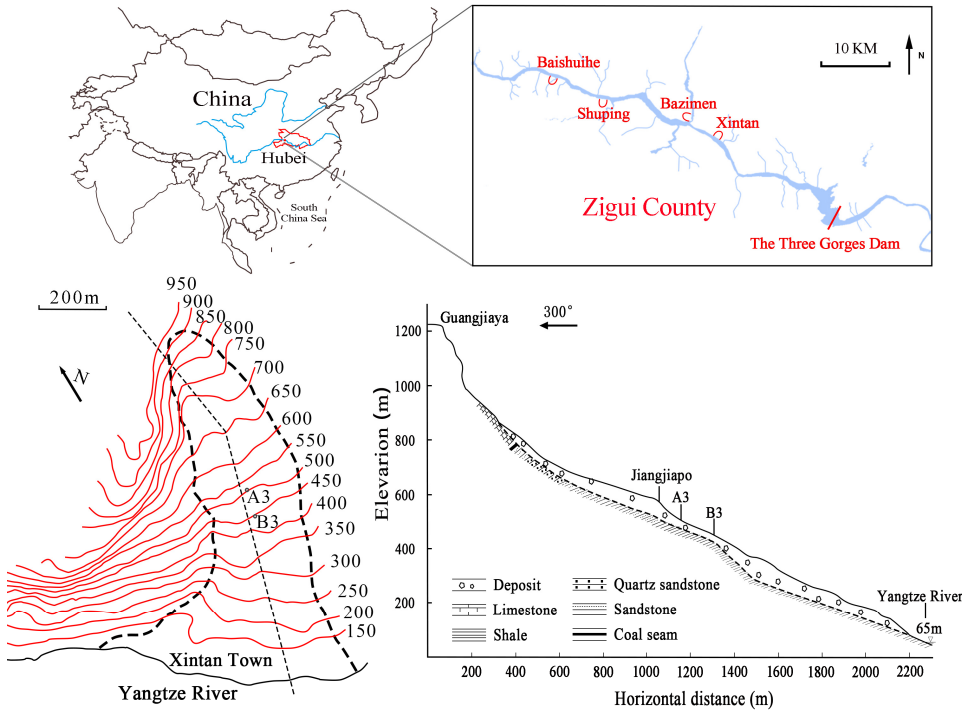 China
Hubei
South
China Sea
10 KM
N
Baishuihe
Shuping
Bazimen
Xintan
Zigui County
The Three Gorges Dam
200m
N
950
900
850
800
750
700
650
600
550
500
450
400
350
300
250
200
150
A3
B3
Xintan Town
Yangtze River
Guangjiaya
300°
1200
1000
800
600
400
200
Elevarion (m)
Jiangjiapo
A3
B3
Yangtze River
65m
Deposit
Quartz sandstone
Limestone
Sandstone
Shale
Coal seam
200 400 600 800 1000 1200 1400 1600 1800 2000 2200
Horizontal distance (m)